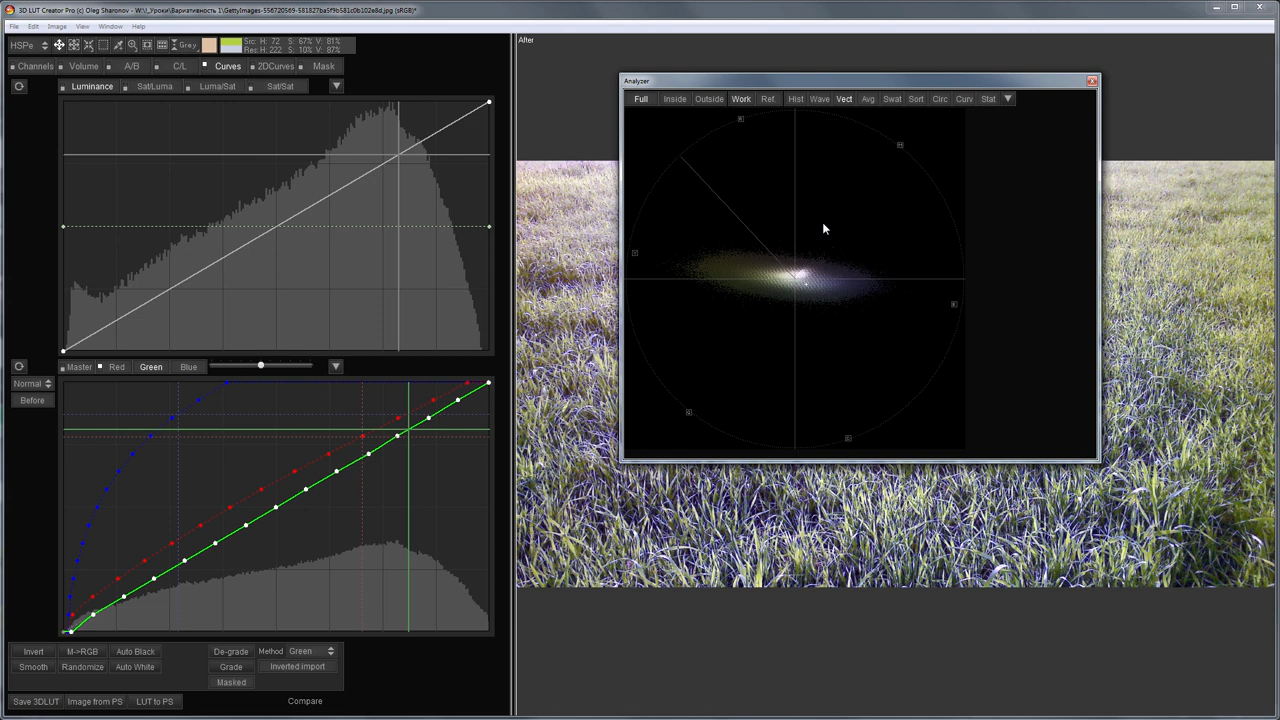 3D LUT Creator Pro (c) Oleg Sharonov - W:\!_Уроки\Вариативность 1\GettyImages-556720569-581827ba5f9b581c0b102e8d.jpg (sRGB)*
File Edit Image View Window Help
HSPe Grey Src: H: 72 S: 67% V: 81%
Res: H: 222 S: 10% V: 87%
Channels Volume A/B C/L Curves 2DCurves Mask
Luminance Sat/Luma Luma/Sat Sat/Sat
Master Red Green Blue
Normal
Before
Invert M->RGB Auto Black De-grade Method Green
Smooth Randomize Auto White Grade Inverted import
Masked
Save 3DLUT Image from PS LUT to PS Compare
After
Analyzer
Full Inside Outside Work Ref. Hist Wave Vect Avg Swat Sort Circ Curv Stat
R
Y
G